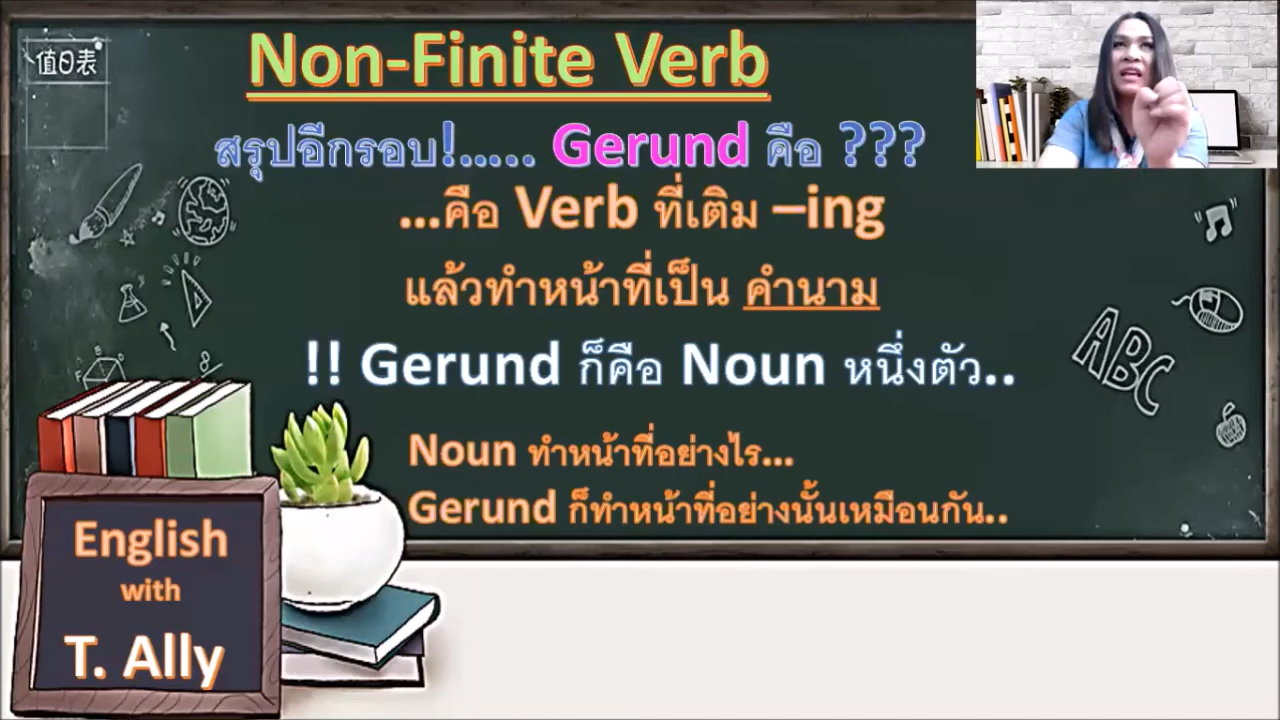 值日表
Non-Finite Verb
สรุปอีกรอบ!..... Gerund คือ ???
...คือ Verb ที่เติม –ing
แล้วทำหน้าที่เป็น คำนาม
!! Gerund ก็คือ Noun หนึ่งตัว..
Noun ทำหน้าที่อย่างไร...
Gerund ก็ทำหน้าที่อย่างนั้นเหมือนกัน..
ABC
English
with
T. Ally